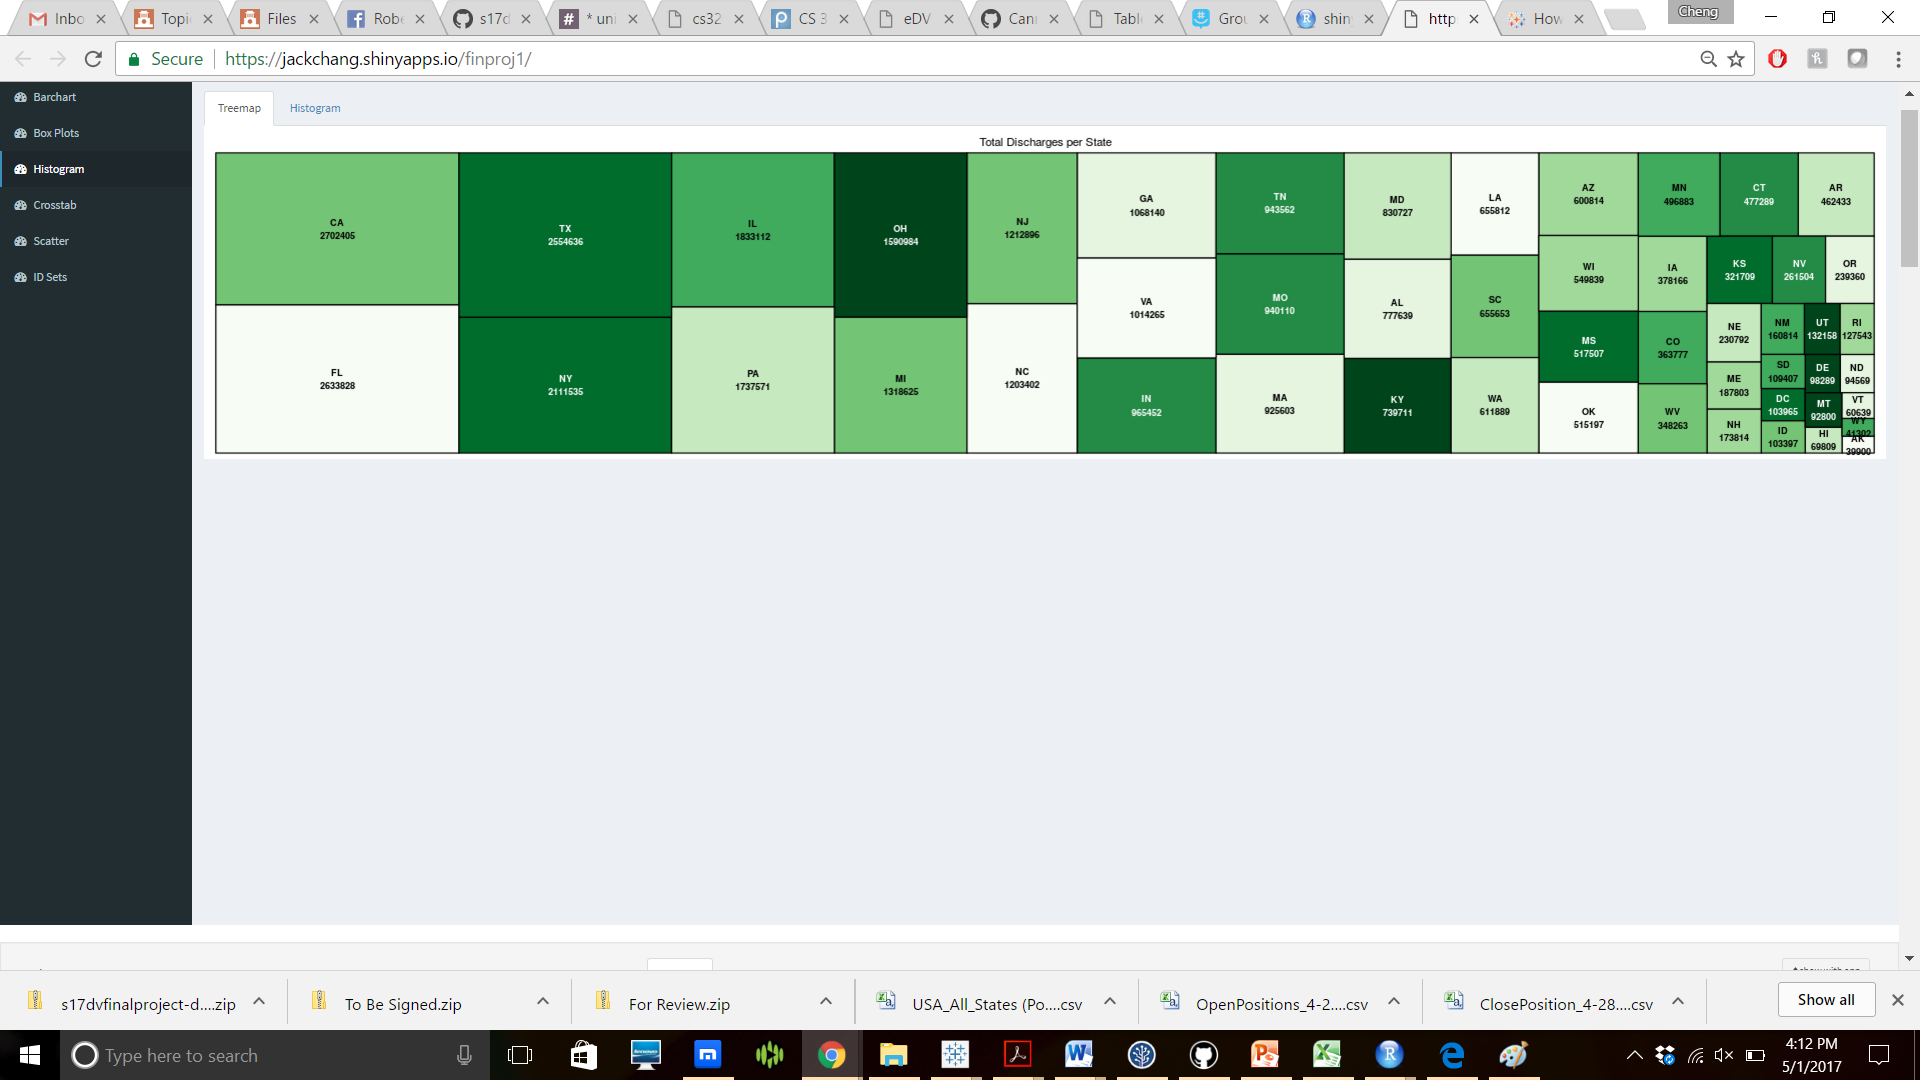 Inbo
Topi
Files
Robe
s17d
* uni
cs32
CS 3
eDV
Cann
Tabl
Grou
shin
http
How
Cheng
Secure
https://jackchang.shinyapps.io/finproj1/
Barchart
Box Plots
Histogram
Crosstab
Scatter
ID Sets
Treemap
Histogram
Total Discharges per State
CA
2702405
FL
2633828
TX
2554636
NY
2111535
IL
1833112
PA
1737571
OH
1590984
MI
1318625
NJ
1212896
NC
1203402
GA
1068140
VA
1014265
IN
965452
TN
943562
MO
940110
MA
925603
MD
830727
AL
777639
KY
739711
LA
655812
SC
655653
WA
611889
AZ
600814
WI
549839
MS
517507
OK
515197
MN
496883
CT
477289
AR
462433
IA
378166
CO
363777
WV
348263
KS
321709
NV
261504
OR
239360
NE
230792
ME
187803
NH
173814
NM
160814
UT
132158
RI
127543
SD
109407
DC
103965
ID
103397
DE
98289
ND
94569
MT
92800
HI
69809
VT
60639
WY
41302
AK
39900
s17dvfinalproject-d....zip
To Be Signed.zip
For Review.zip
USA_All_States (Po....csv
OpenPositions_4-2....csv
ClosePosition_4-28....csv
Show all
Type here to search
4:12 PM
5/1/2017